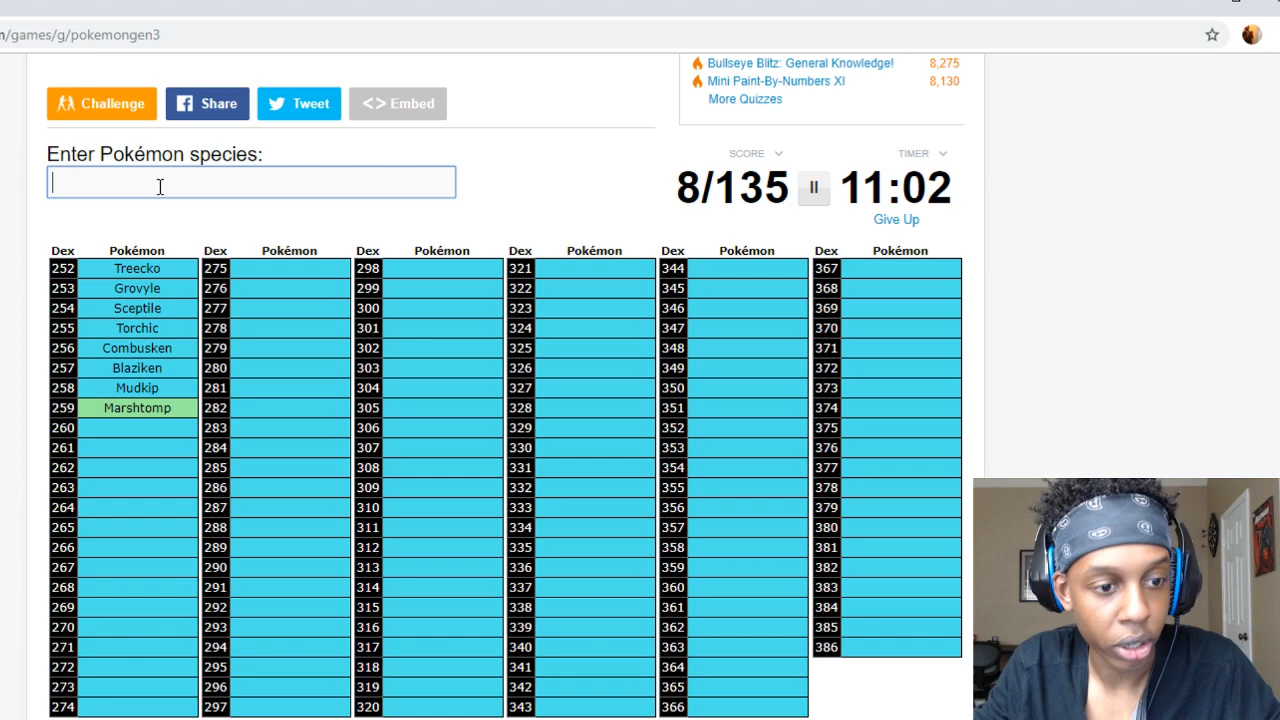 m/games/g/pokemongen3
Bullseye Blitz: General Knowledge! 8,275
Mini Paint-By-Numbers XI 8,130
More Quizzes
Challenge Share Tweet <> Embed
Enter Pokémon species:
SCORE TIMER
8/135 11:02
Give Up
Dex Pokémon Dex Pokémon Dex Pokémon Dex Pokémon Dex Pokémon Dex Pokémon
252 Treecko 275 298 321 344 367
253 Grovyle 276 299 322 345 368
254 Sceptile 277 300 323 346 369
255 Torchic 278 301 324 347 370
256 Combusken 279 302 325 348 371
257 Blaziken 280 303 326 349 372
258 Mudkip 281 304 327 350 373
259 Marshtomp 282 305 328 351 374
260 283 306 329 352 375
261 284 307 330 353 376
262 285 308 331 354 377
263 286 309 332 355 378
264 287 310 333 356 379
265 288 311 334 357 380
266 289 312 335 358 381
267 290 313 336 359 382
268 291 314 337 360 383
269 292 315 338 361 384
270 293 316 339 362 385
271 294 317 340 363 386
272 295 318 341 364
273 296 319 342 365
274 297 320 343 366